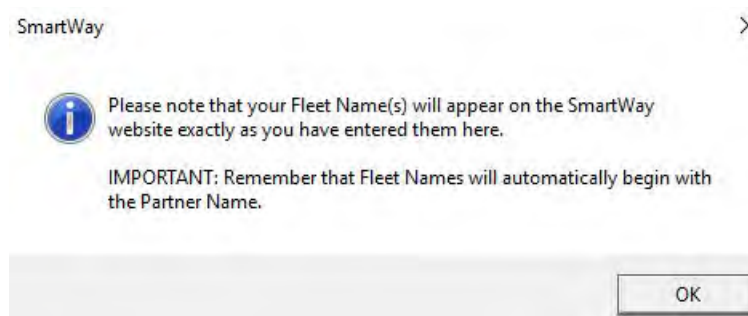 SmartWay
Please note that your Fleet Name(s) will appear on the SmartWay
website exactly as you have entered them here.
IMPORTANT: Remember that Fleet Names will automatically begin with
the Partner Name.
OK